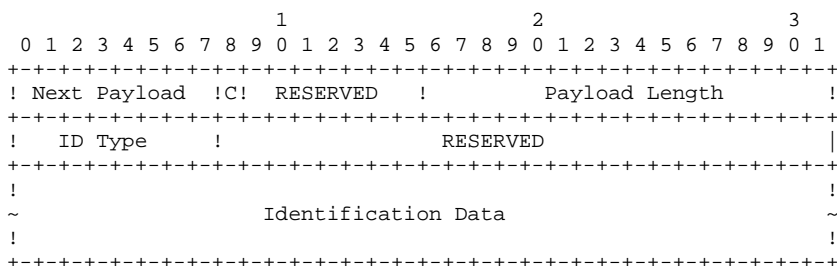 1                   2                   3
 0 1 2 3 4 5 6 7 8 9 0 1 2 3 4 5 6 7 8 9 0 1 2 3 4 5 6 7 8 9 0 1
+-+-+-+-+-+-+-+-+-+-+-+-+-+-+-+-+-+-+-+-+-+-+-+-+-+-+-+-+-+-+-+-+
! Next Payload  !C!  RESERVED   !         Payload Length        !
+-+-+-+-+-+-+-+-+-+-+-+-+-+-+-+-+-+-+-+-+-+-+-+-+-+-+-+-+-+-+-+-+
!   ID Type     !                 RESERVED                      |
+-+-+-+-+-+-+-+-+-+-+-+-+-+-+-+-+-+-+-+-+-+-+-+-+-+-+-+-+-+-+-+-+
!                                                               !
~                   Identification Data                         ~
!                                                               !
+-+-+-+-+-+-+-+-+-+-+-+-+-+-+-+-+-+-+-+-+-+-+-+-+-+-+-+-+-+-+-+-+